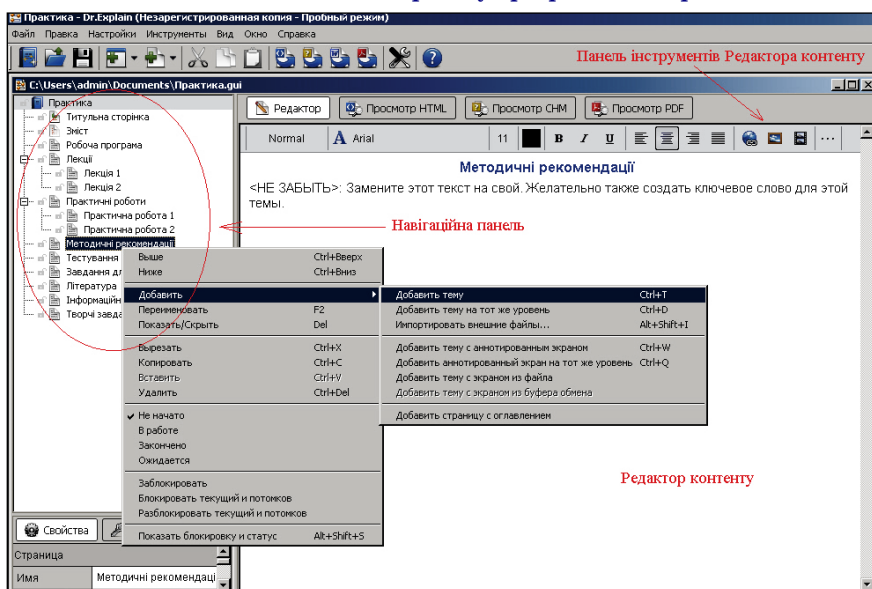 Практика - Dr.Explain (Незарегистрированная копия - Пробный режим)
Файл Правка Настройки Инструменты Вид Окно Справка
Панель інструментів Редактора контенту
C:\Users\admin\Documents\Практика.gui
Практика
Титульна сторінка
Зміст
Робоча програма
Лекції
Лекція 1
Лекція 2
Практичні роботи
Практична робота 1
Практична робота 2
Методичні рекомендації
Тестування
Завдання дл
Література
Інформаційн
Творчі завда
Редактор Просмотр HTML Просмотр CHM Просмотр PDF
Normal A Arial 11 B I U ...
Методичні рекомендації
<НЕ ЗАБЫТЬ>: Замените этот текст на свой. Желательно также создать ключевое слово для этой
темы.
Навігаційна панель
Выше Ctrl+Вверх
Ниже Ctrl+Вниз
Добавить
Переименовать F2
Показать/Скрыть Del
Вырезать Ctrl+X
Копировать Ctrl+C
Вставить Ctrl+V
Удалить Ctrl+Del
Не начато
В работе
Закончено
Ожидается
Заблокировать
Блокировать текущий и потомков
Разблокировать текущий и потомков
Показать блокировку и статус Alt+Shift+S
Добавить тему Ctrl+T
Добавить тему на тот же уровень Ctrl+D
Импортировать внешние файлы... Alt+Shift+I
Добавить тему с аннотированным экраном Ctrl+W
Добавить аннотированный экран на тот же уровень Ctrl+Q
Добавить тему с экраном из файла
Добавить тему с экраном из буфера обмена
Добавить страницу с оглавлением
Редактор контенту
Свойства
Страница
Имя Методичні рекомендаці